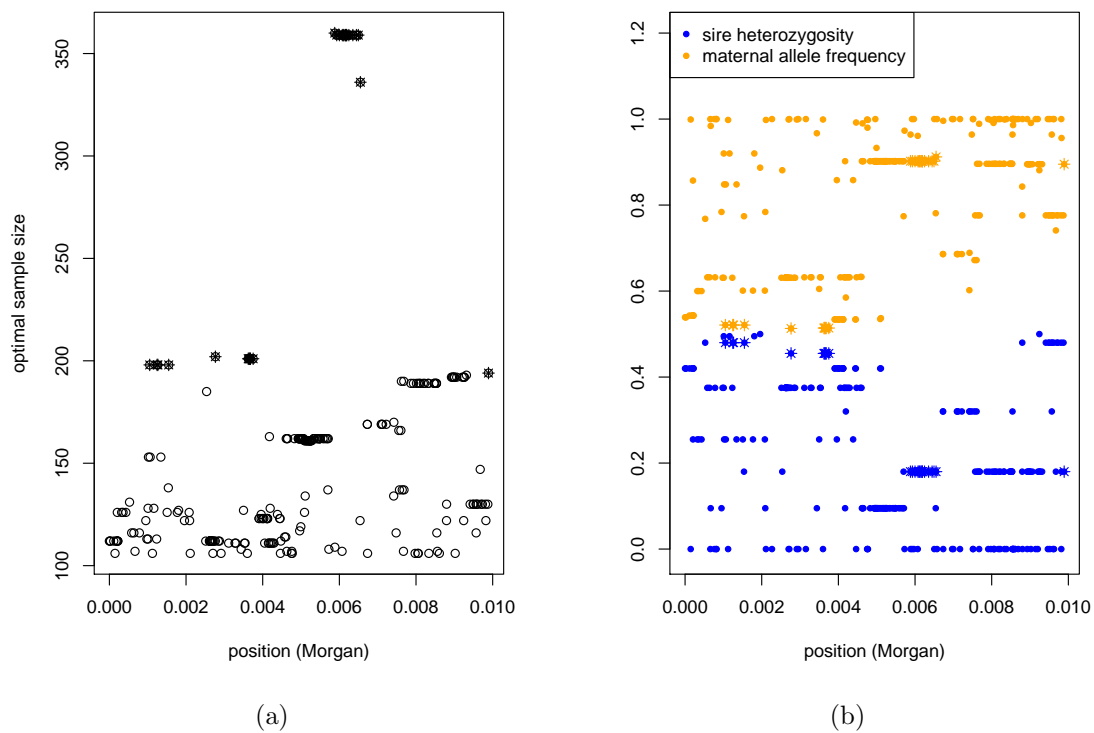 optimal sample size
350
300
250
200
150
100
0.000 0.002 0.004 0.006 0.008 0.010
position (Morgan)
(a)
sire heterozygosity
maternal allele frequency
1.2
1.0
0.8
0.6
0.4
0.2
0.0
0.000 0.002 0.004 0.006 0.008 0.010
position (Morgan)
(b)